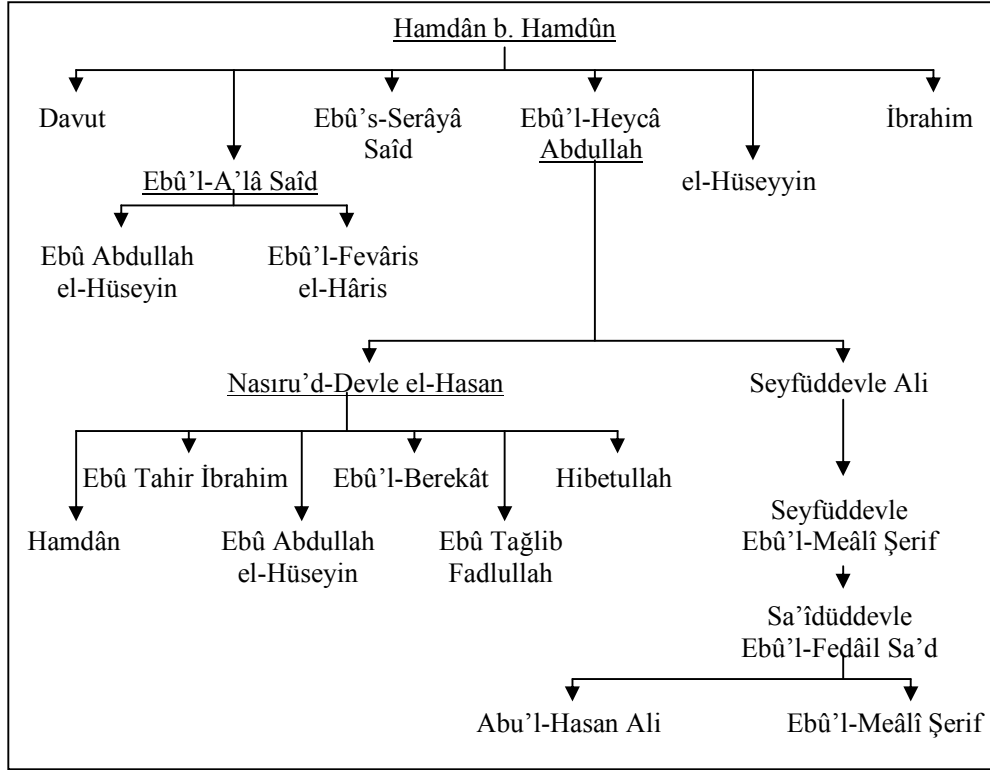 Hamdân b. Hamdûn
Davut
Ebû’s-Serâyâ
Saîd
Ebû’l-Heycâ
Abdullah
İbrahim
Ebû’l-A’lâ Saîd
el-Hüseyyin
Ebû Abdullah
el-Hüseyin
Ebû’l-Fevâris
el-Hâris
Nasıru’d-Devle el-Hasan
Seyfüddevle Ali
Ebû Tahir İbrahim
Ebû’l-Berekât
Hibetullah
Hamdân
Ebû Abdullah
el-Hüseyin
Ebû Tağlib
Fadlullah
Seyfüddevle
Ebû’l-Meâlî Şerif
Sa’îdüddevle
Ebû’l-Fedâil Sa’d
Abu’l-Hasan Ali
Ebû’l-Meâlî Şerif